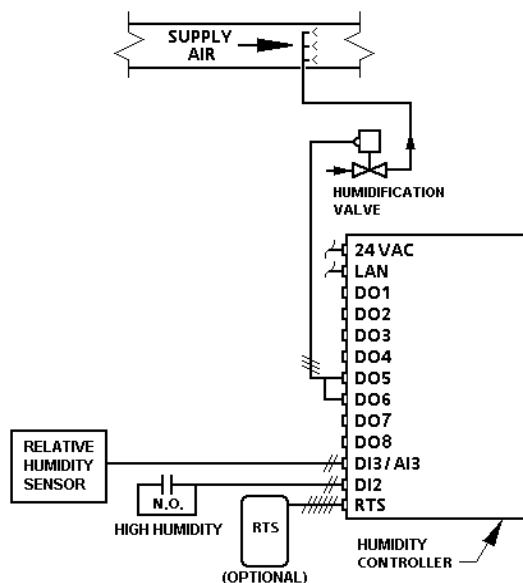 SUPPLY
AIR
HUMIDIFICATION
VALVE
24 VAC
LAN
DO1
DO2
DO3
DO4
DO5
DO6
DO7
DO8
DI3/AI3
DI2
RTS
RELATIVE
HUMIDITY
SENSOR
N.O.
HIGH HUMIDITY
RTS
(OPTIONAL)
HUMIDITY
CONTROLLER